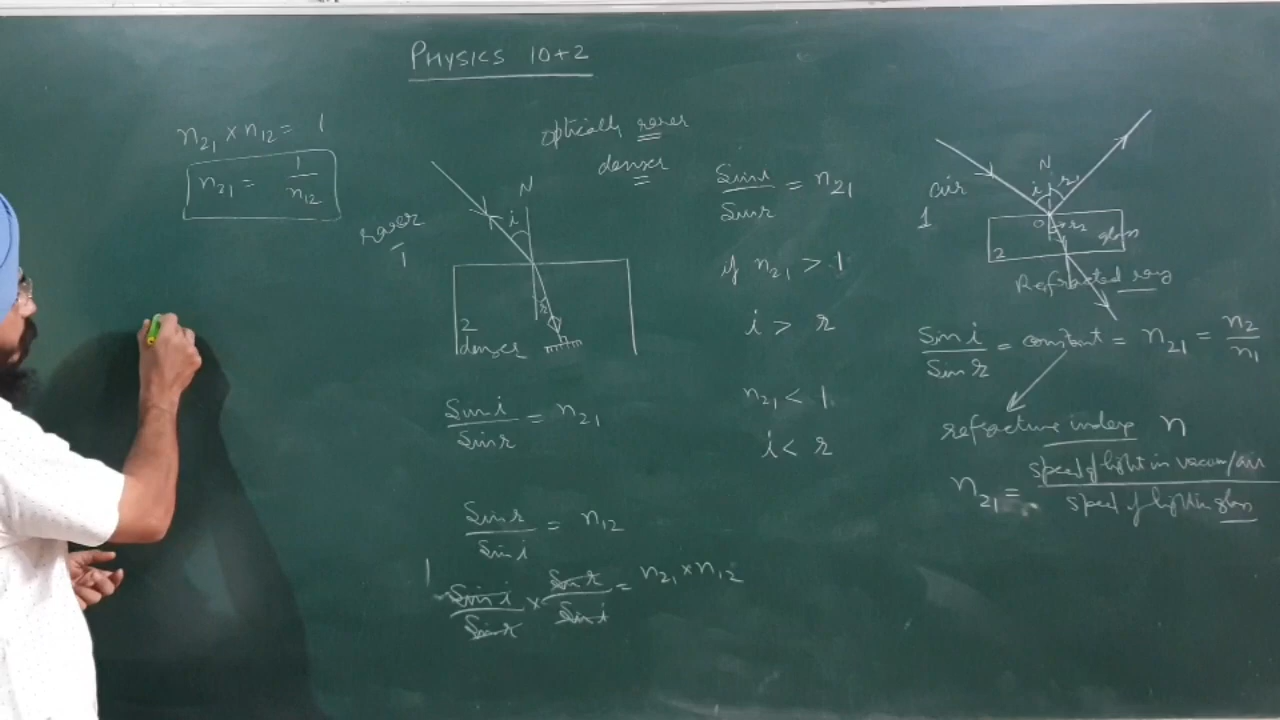 PHYSICS 10+2
n21 × n12 = 1
n21 = 1/n12
optically rarer
denser
rarer
1
N
i
r
2
denser
Sin i / Sin r = n21
Sin r / Sin i = n12
1
Sin i / Sin r × Sin r / Sin i = n21 × n12
Sin i / Sin r = n21
if n21 > 1
i > r
n21 < 1
i < r
air
1
N
i r1
O r2
glass
2
Refracted ray
Sin i / Sin r = constant = n21 = n2 / n1
refractive index n
n21 = speed of light in vacuum/air / speed of light in glass